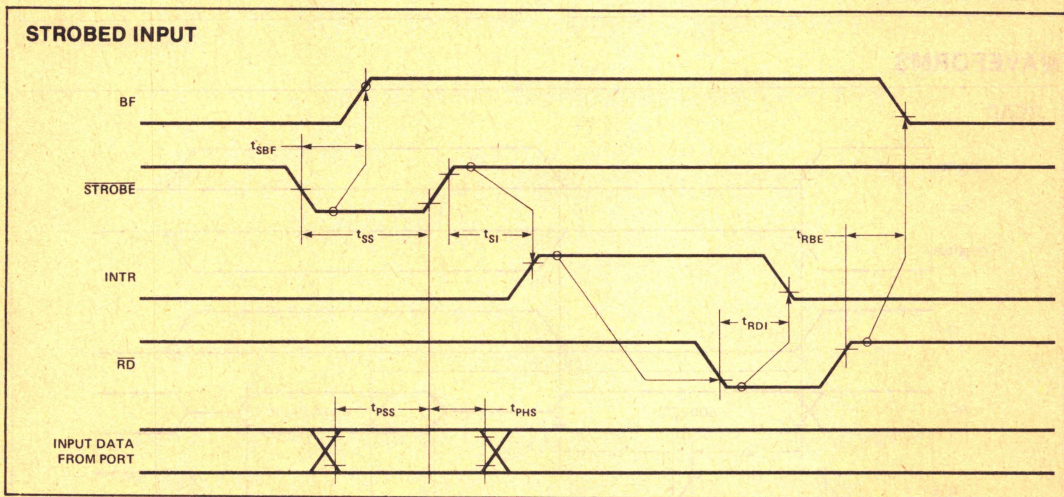 STROBED INPUT
BF
tSBF
STROBE
tSS
tSI
tRBE
INTR
tRDI
RD
tPSS
tPHS
INPUT DATA
FROM PORT